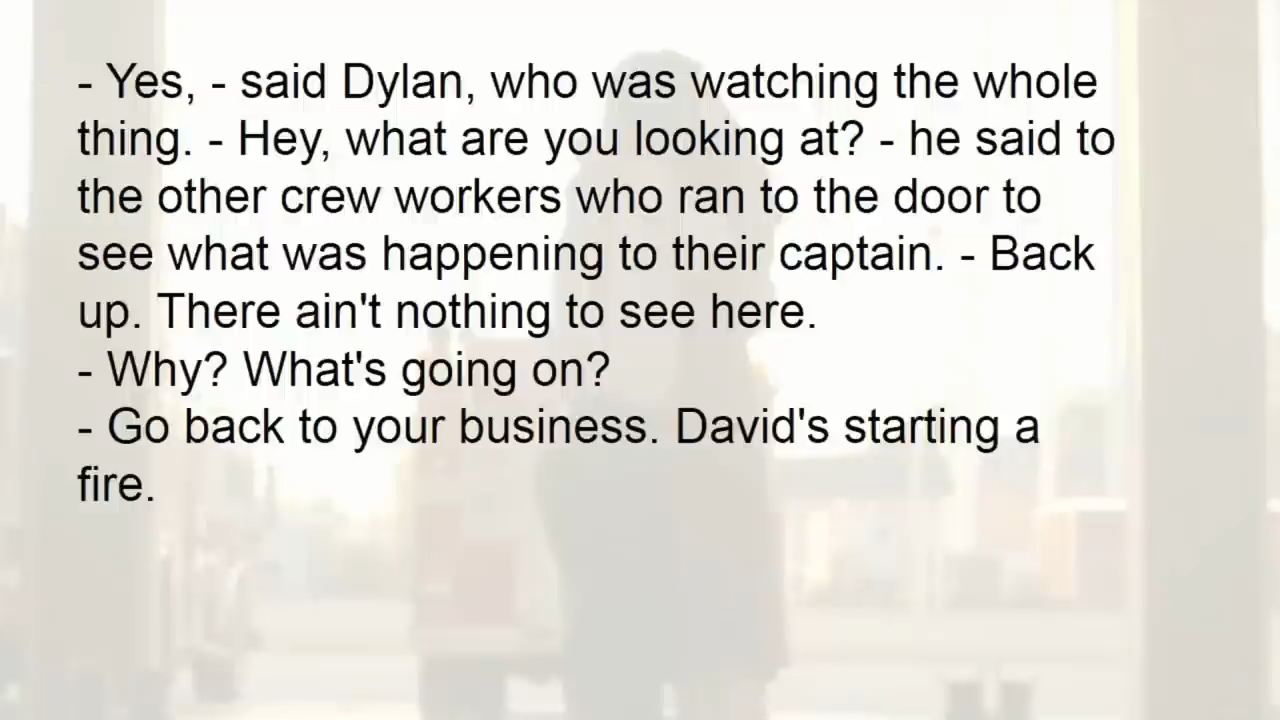 - Yes, - said Dylan, who was watching the whole
thing. - Hey, what are you looking at? - he said to
the other crew workers who ran to the door to
see what was happening to their captain. - Back
up. There ain't nothing to see here.
- Why? What's going on?
- Go back to your business. David's starting a
fire.